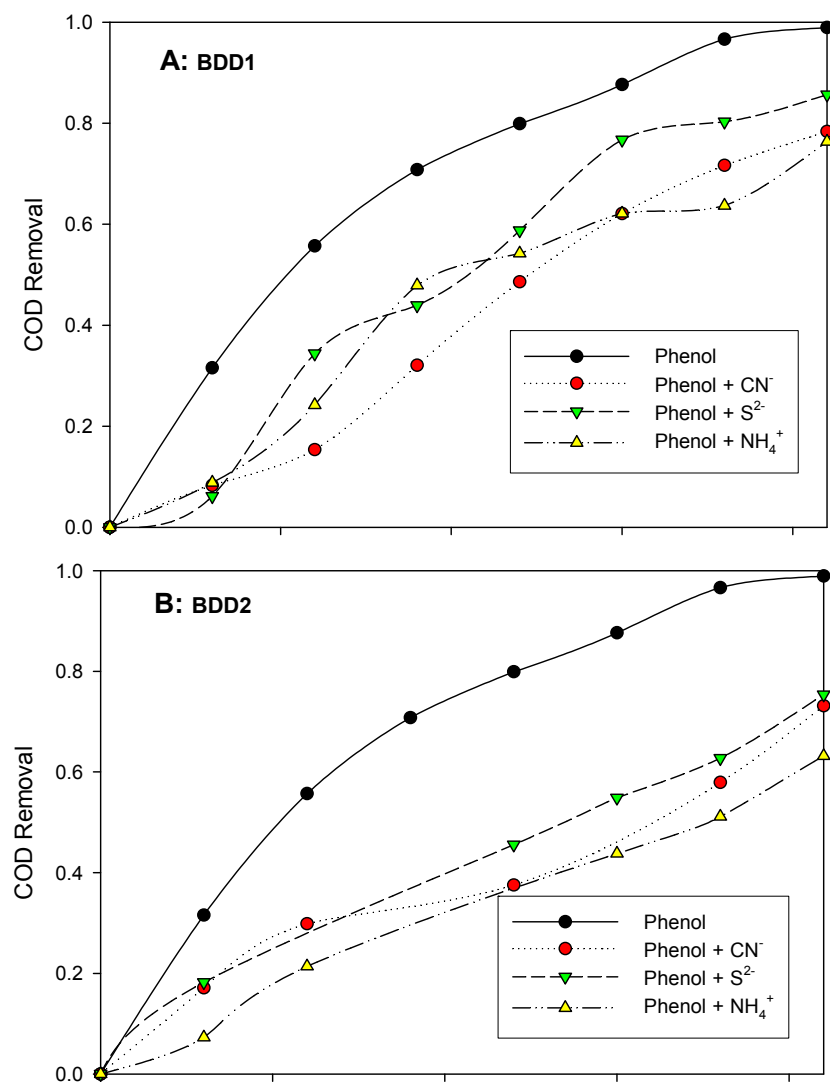 A: BDD1
1.0
0.8
0.6
0.4
0.2
0.0
COD Removal
Phenol
Phenol + CN⁻
Phenol + S²⁻
Phenol + NH₄⁺
B: BDD2
1.0
0.8
0.6
0.4
0.2
0.0
COD Removal
Phenol
Phenol + CN⁻
Phenol + S²⁻
Phenol + NH₄⁺